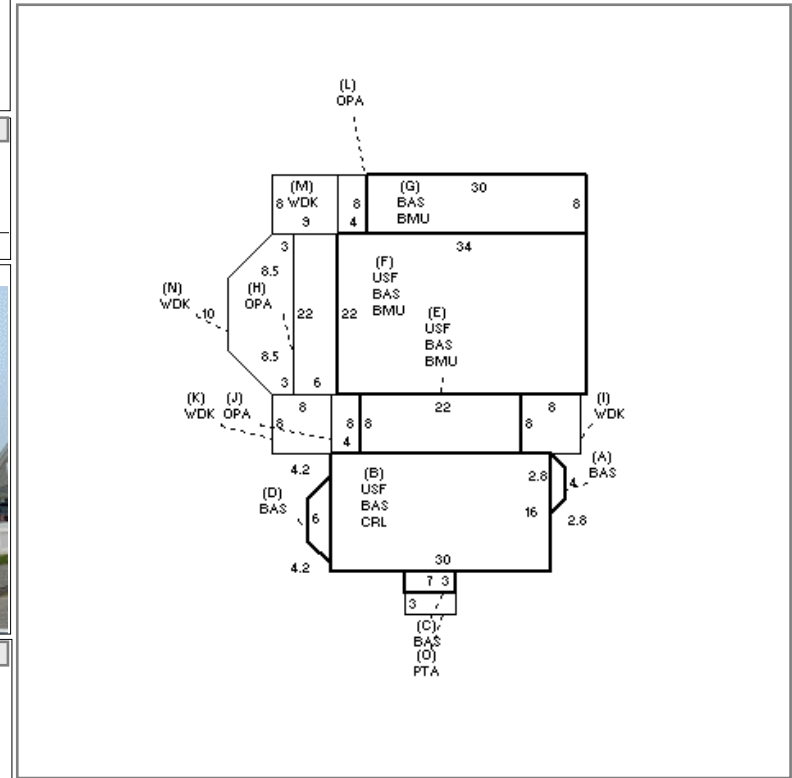 (L)
OPA
(M)
8 WDK
9
8
4
(G)
BAS
BMU
30
8
3
8.5
(N)
WDK
10
(H)
OPA
22
22
34
(F)
USF
BAS
BMU
(E)
USF
BAS
BMU
8.5
3
6
(K)
WDK
(J)
OPA
8
8
8
4
8
22
8
8
(I)
WDK
4.2
(D)
BAS
6
4.2
(B)
USF
BAS
CRL
2.8
4
(A)
BAS
16
2.8
30
7 3
3
(C)
BAS
(O)
PTA